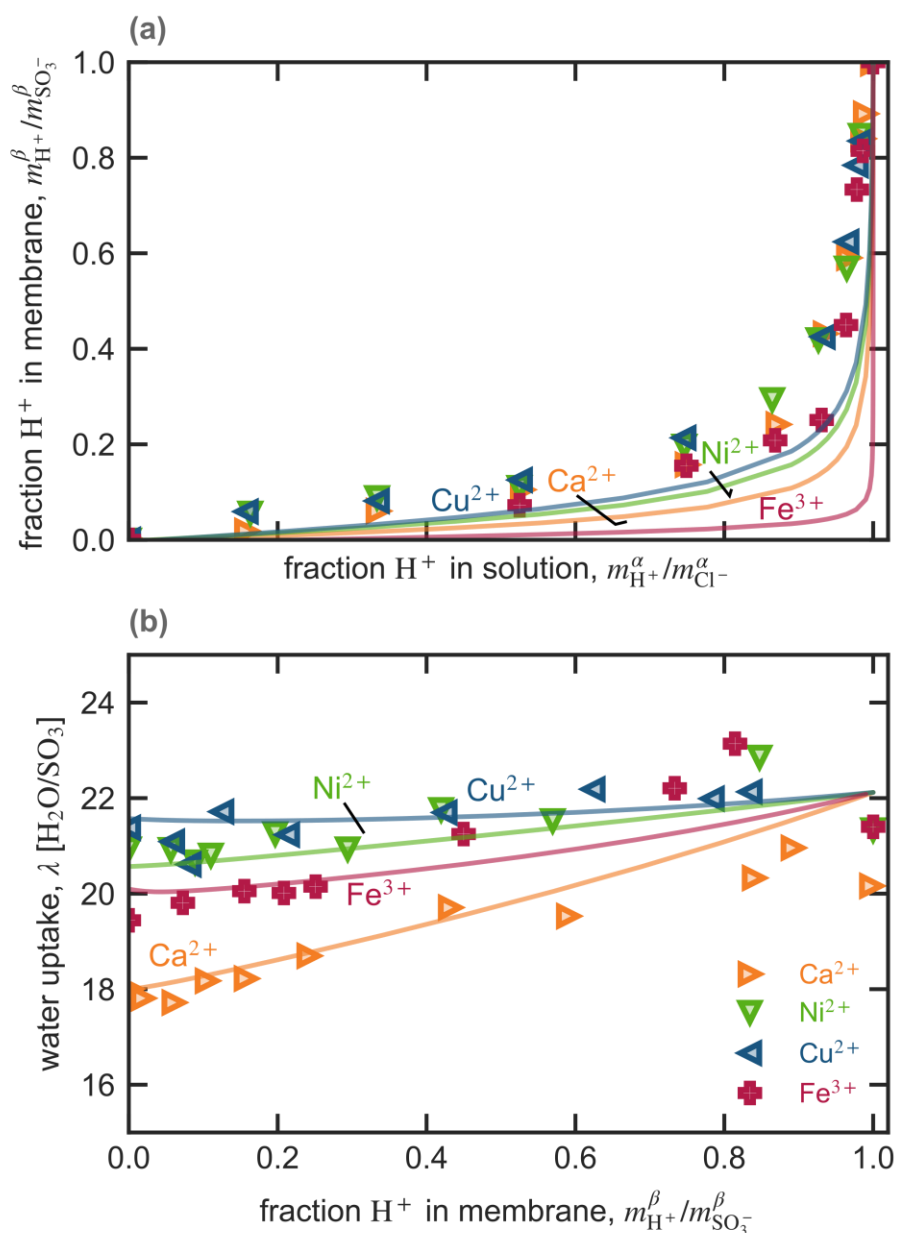 (a)
fraction H⁺ in membrane, m^β_H⁺/m^β_SO₃⁻
1.0
0.8
0.6
0.4
0.2
0.0
Cu²⁺
Ca²⁺
Ni²⁺
Fe³⁺
fraction H⁺ in solution, m^α_H⁺/m^α_Cl⁻
(b)
water uptake, λ [H₂O/SO₃]
24
22
20
18
16
Ni²⁺
Cu²⁺
Fe³⁺
Ca²⁺
Ca²⁺
Ni²⁺
Cu²⁺
Fe³⁺
0.0 0.2 0.4 0.6 0.8 1.0
fraction H⁺ in membrane, m^β_H⁺/m^β_SO₃⁻